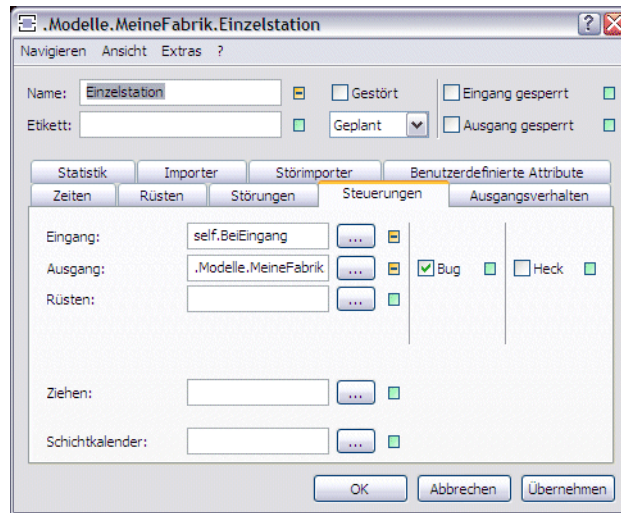 .Modelle.MeineFabrik.Einzelstation
Navigieren Ansicht Extras ?
Name: Einzelstation Gestört Eingang gesperrt
Etikett: Geplant Ausgang gesperrt
Statistik Importer Störimporter Benutzerdefinierte Attribute
Zeiten Rüsten Störungen Steuerungen Ausgangsverhalten
Eingang: self.BeiEingang ...
Ausgang: .Modelle.MeineFabrik ... Bug Heck
Rüsten: ...
Ziehen: ...
Schichtkalender: ...
OK Abbrechen Übernehmen